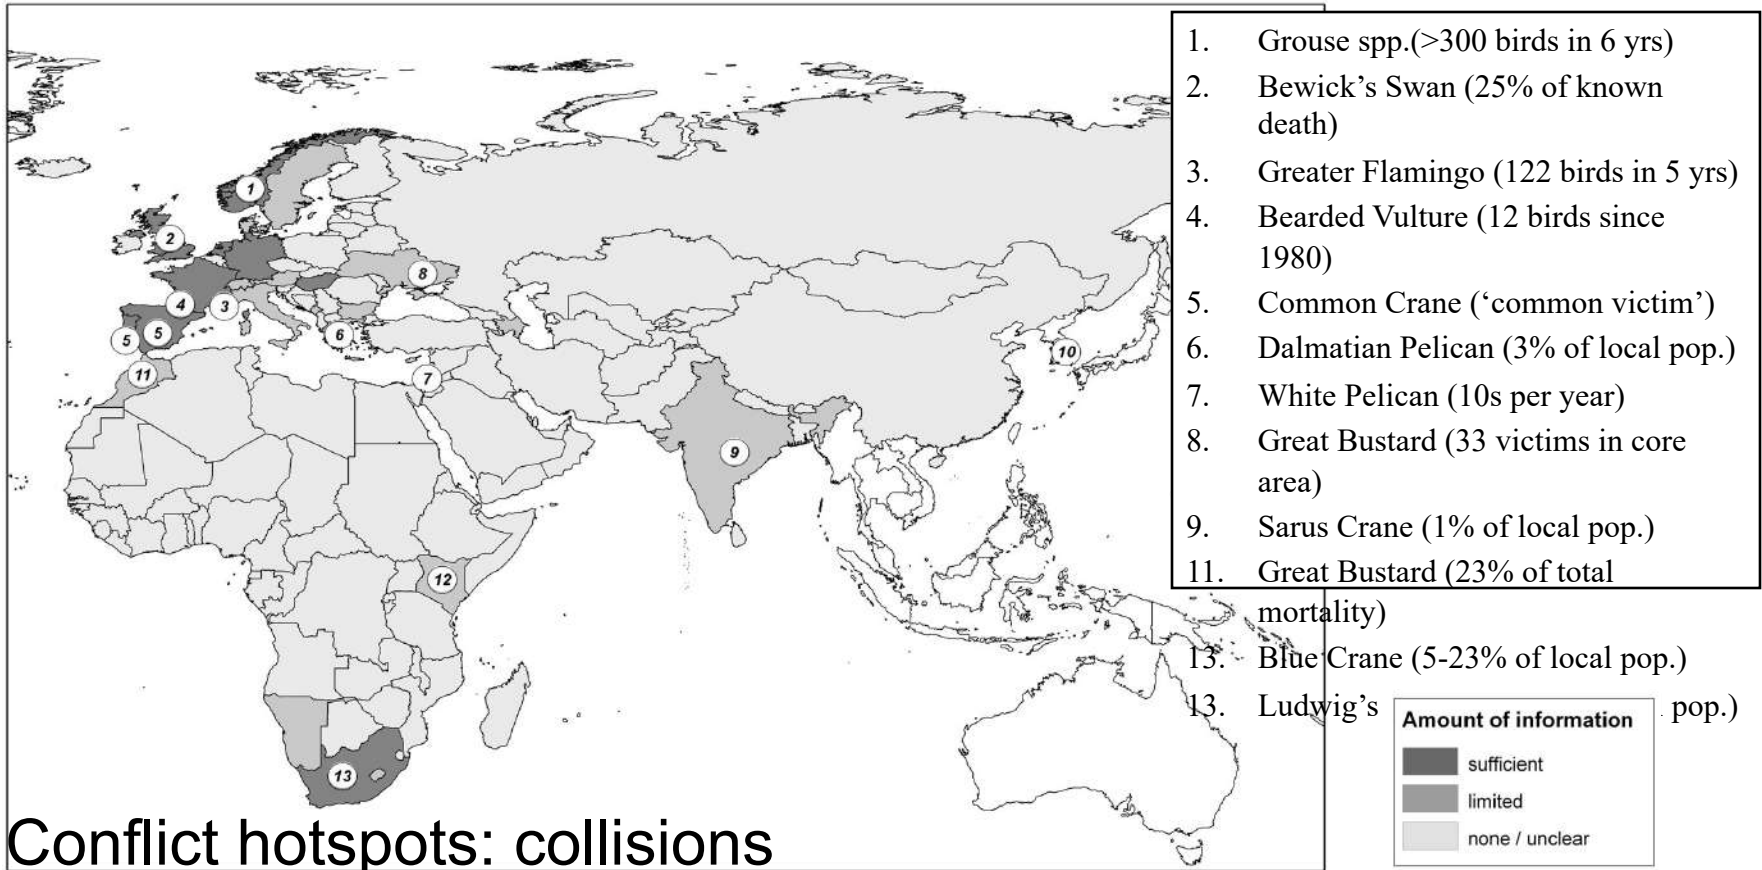 1. Grouse spp.(>300 birds in 6 yrs)
2. Bewick's Swan (25% of known
death)
3. Greater Flamingo (122 birds in 5 yrs)
4. Bearded Vulture (12 birds since
1980)
5. Common Crane (‘common victim’)
6. Dalmatian Pelican (3% of local pop.)
7. White Pelican (10s per year)
8. Great Bustard (33 victims in core
area)
9. Sarus Crane (1% of local pop.)
11. Great Bustard (23% of total
mortality)
13. Blue Crane (5-23% of local pop.)
13. Ludwig's pop.)
1
2
8
4
3
5
5
6
10
11
7
9
12
13
Amount of information
sufficient
limited
none / unclear
Conflict hotspots: collisions